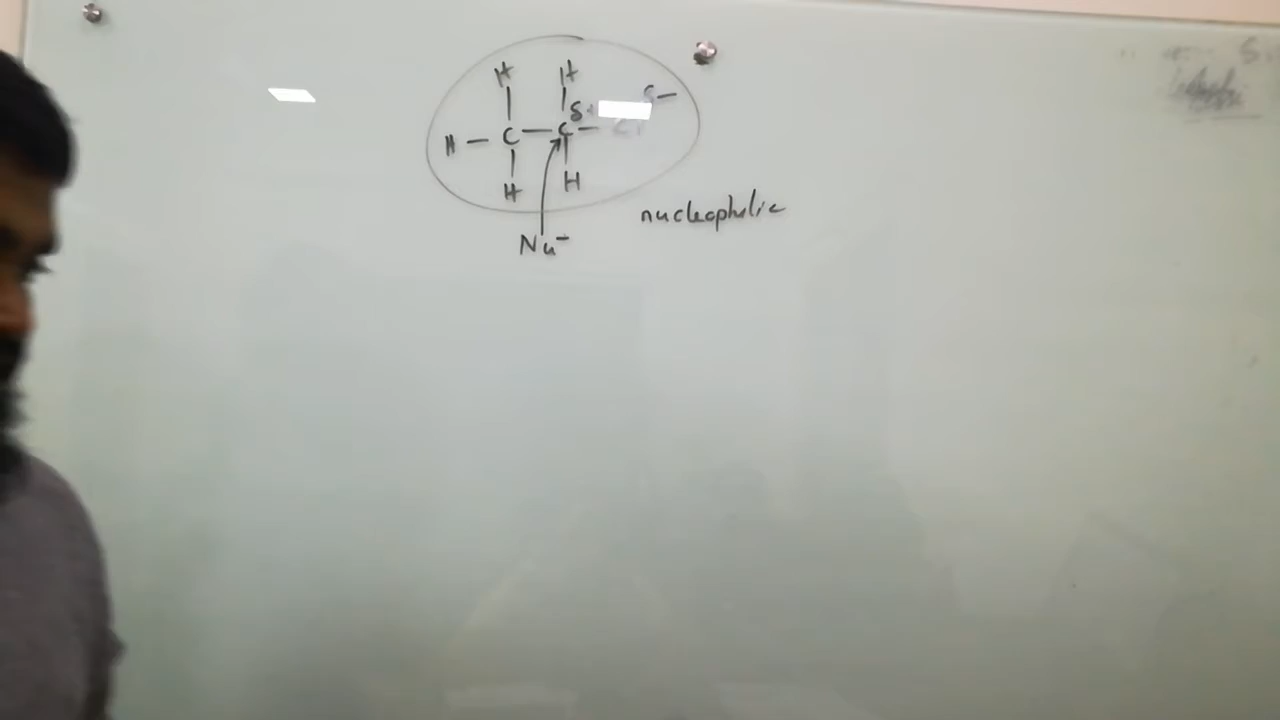 H H
δ+ δ−
H − C − C − Cl
H H
nucleophilic
Nu⁻